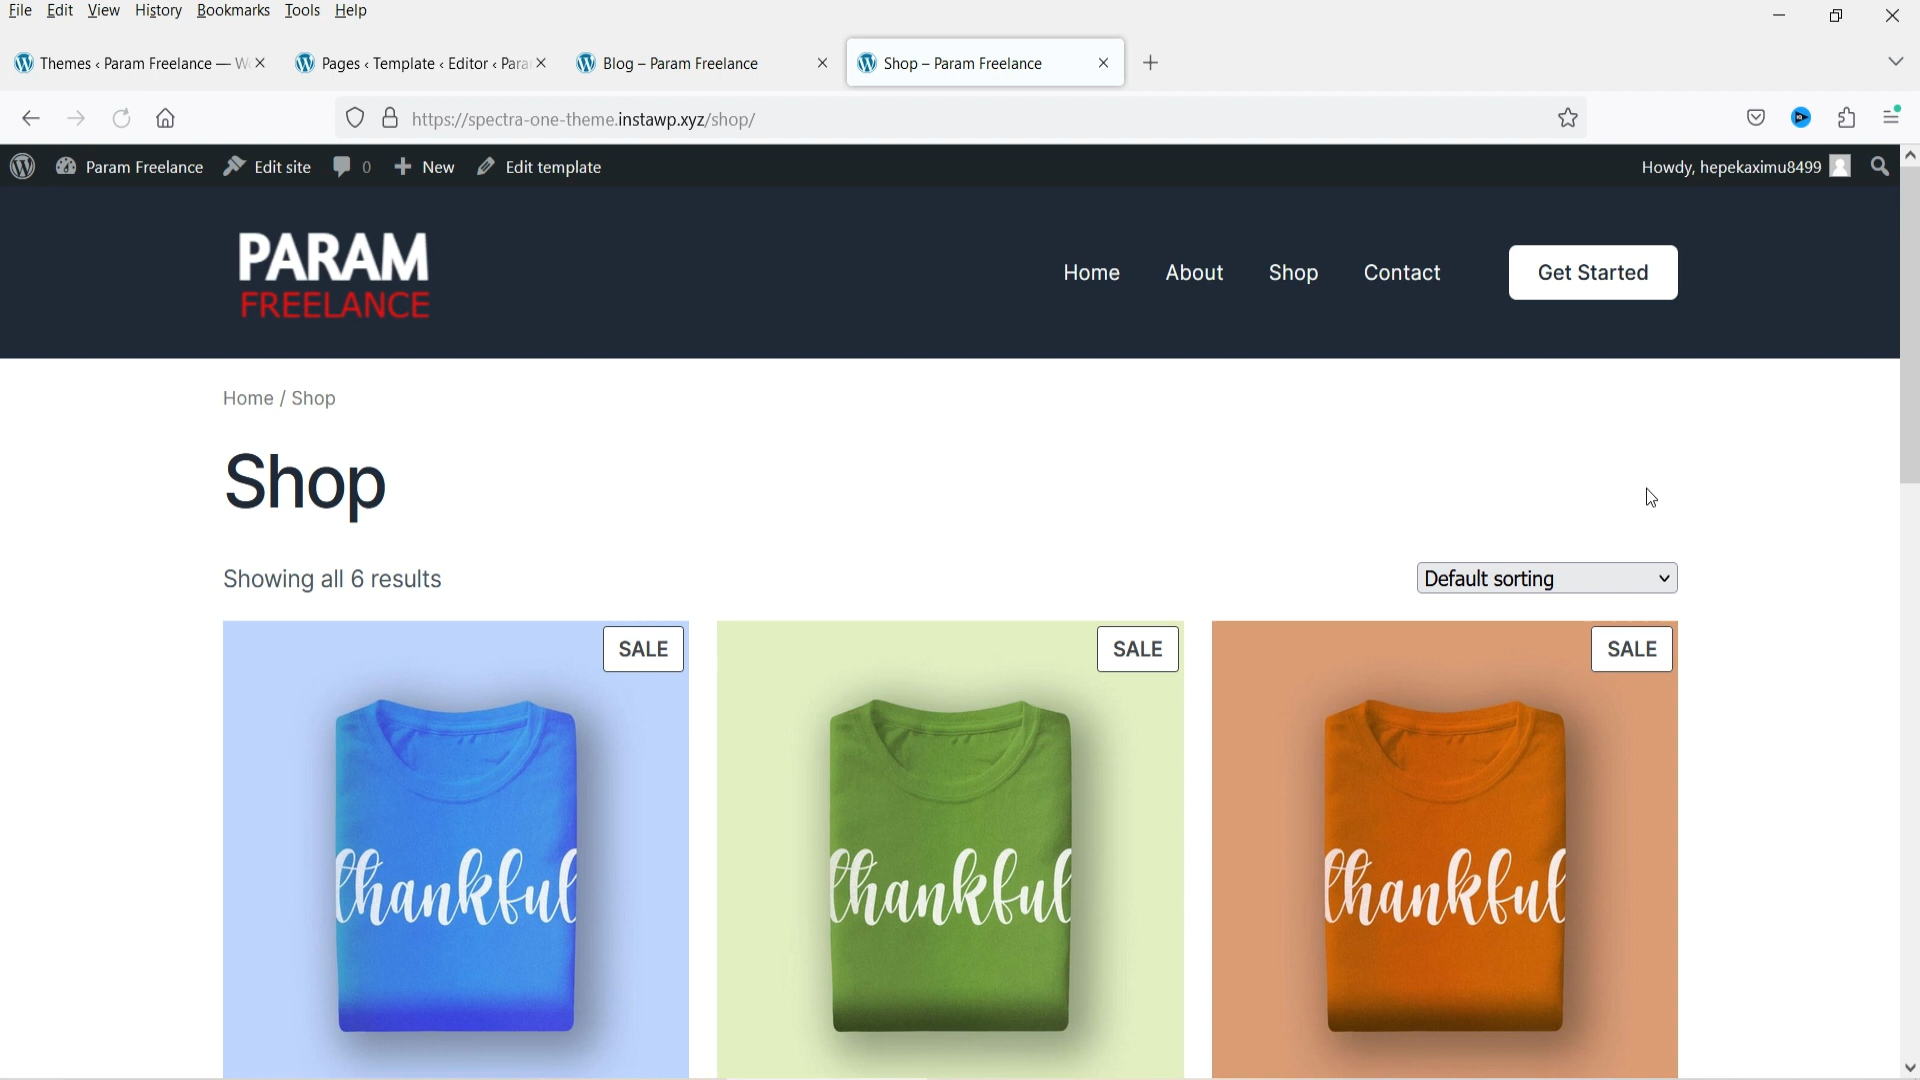 File Edit View History Bookmarks Tools Help
Themes ‹ Param Freelance — W
Pages ‹ Template ‹ Editor ‹ Para
Blog – Param Freelance
Shop – Param Freelance
https://spectra-one-theme.instawp.xyz/shop/
Param Freelance Edit site 0 New Edit template Howdy, hepekaximu8499
PARAM
FREELANCE
Home About Shop Contact Get Started
Home / Shop
Shop
Showing all 6 results Default sorting
SALE SALE SALE
thankful thankful thankful